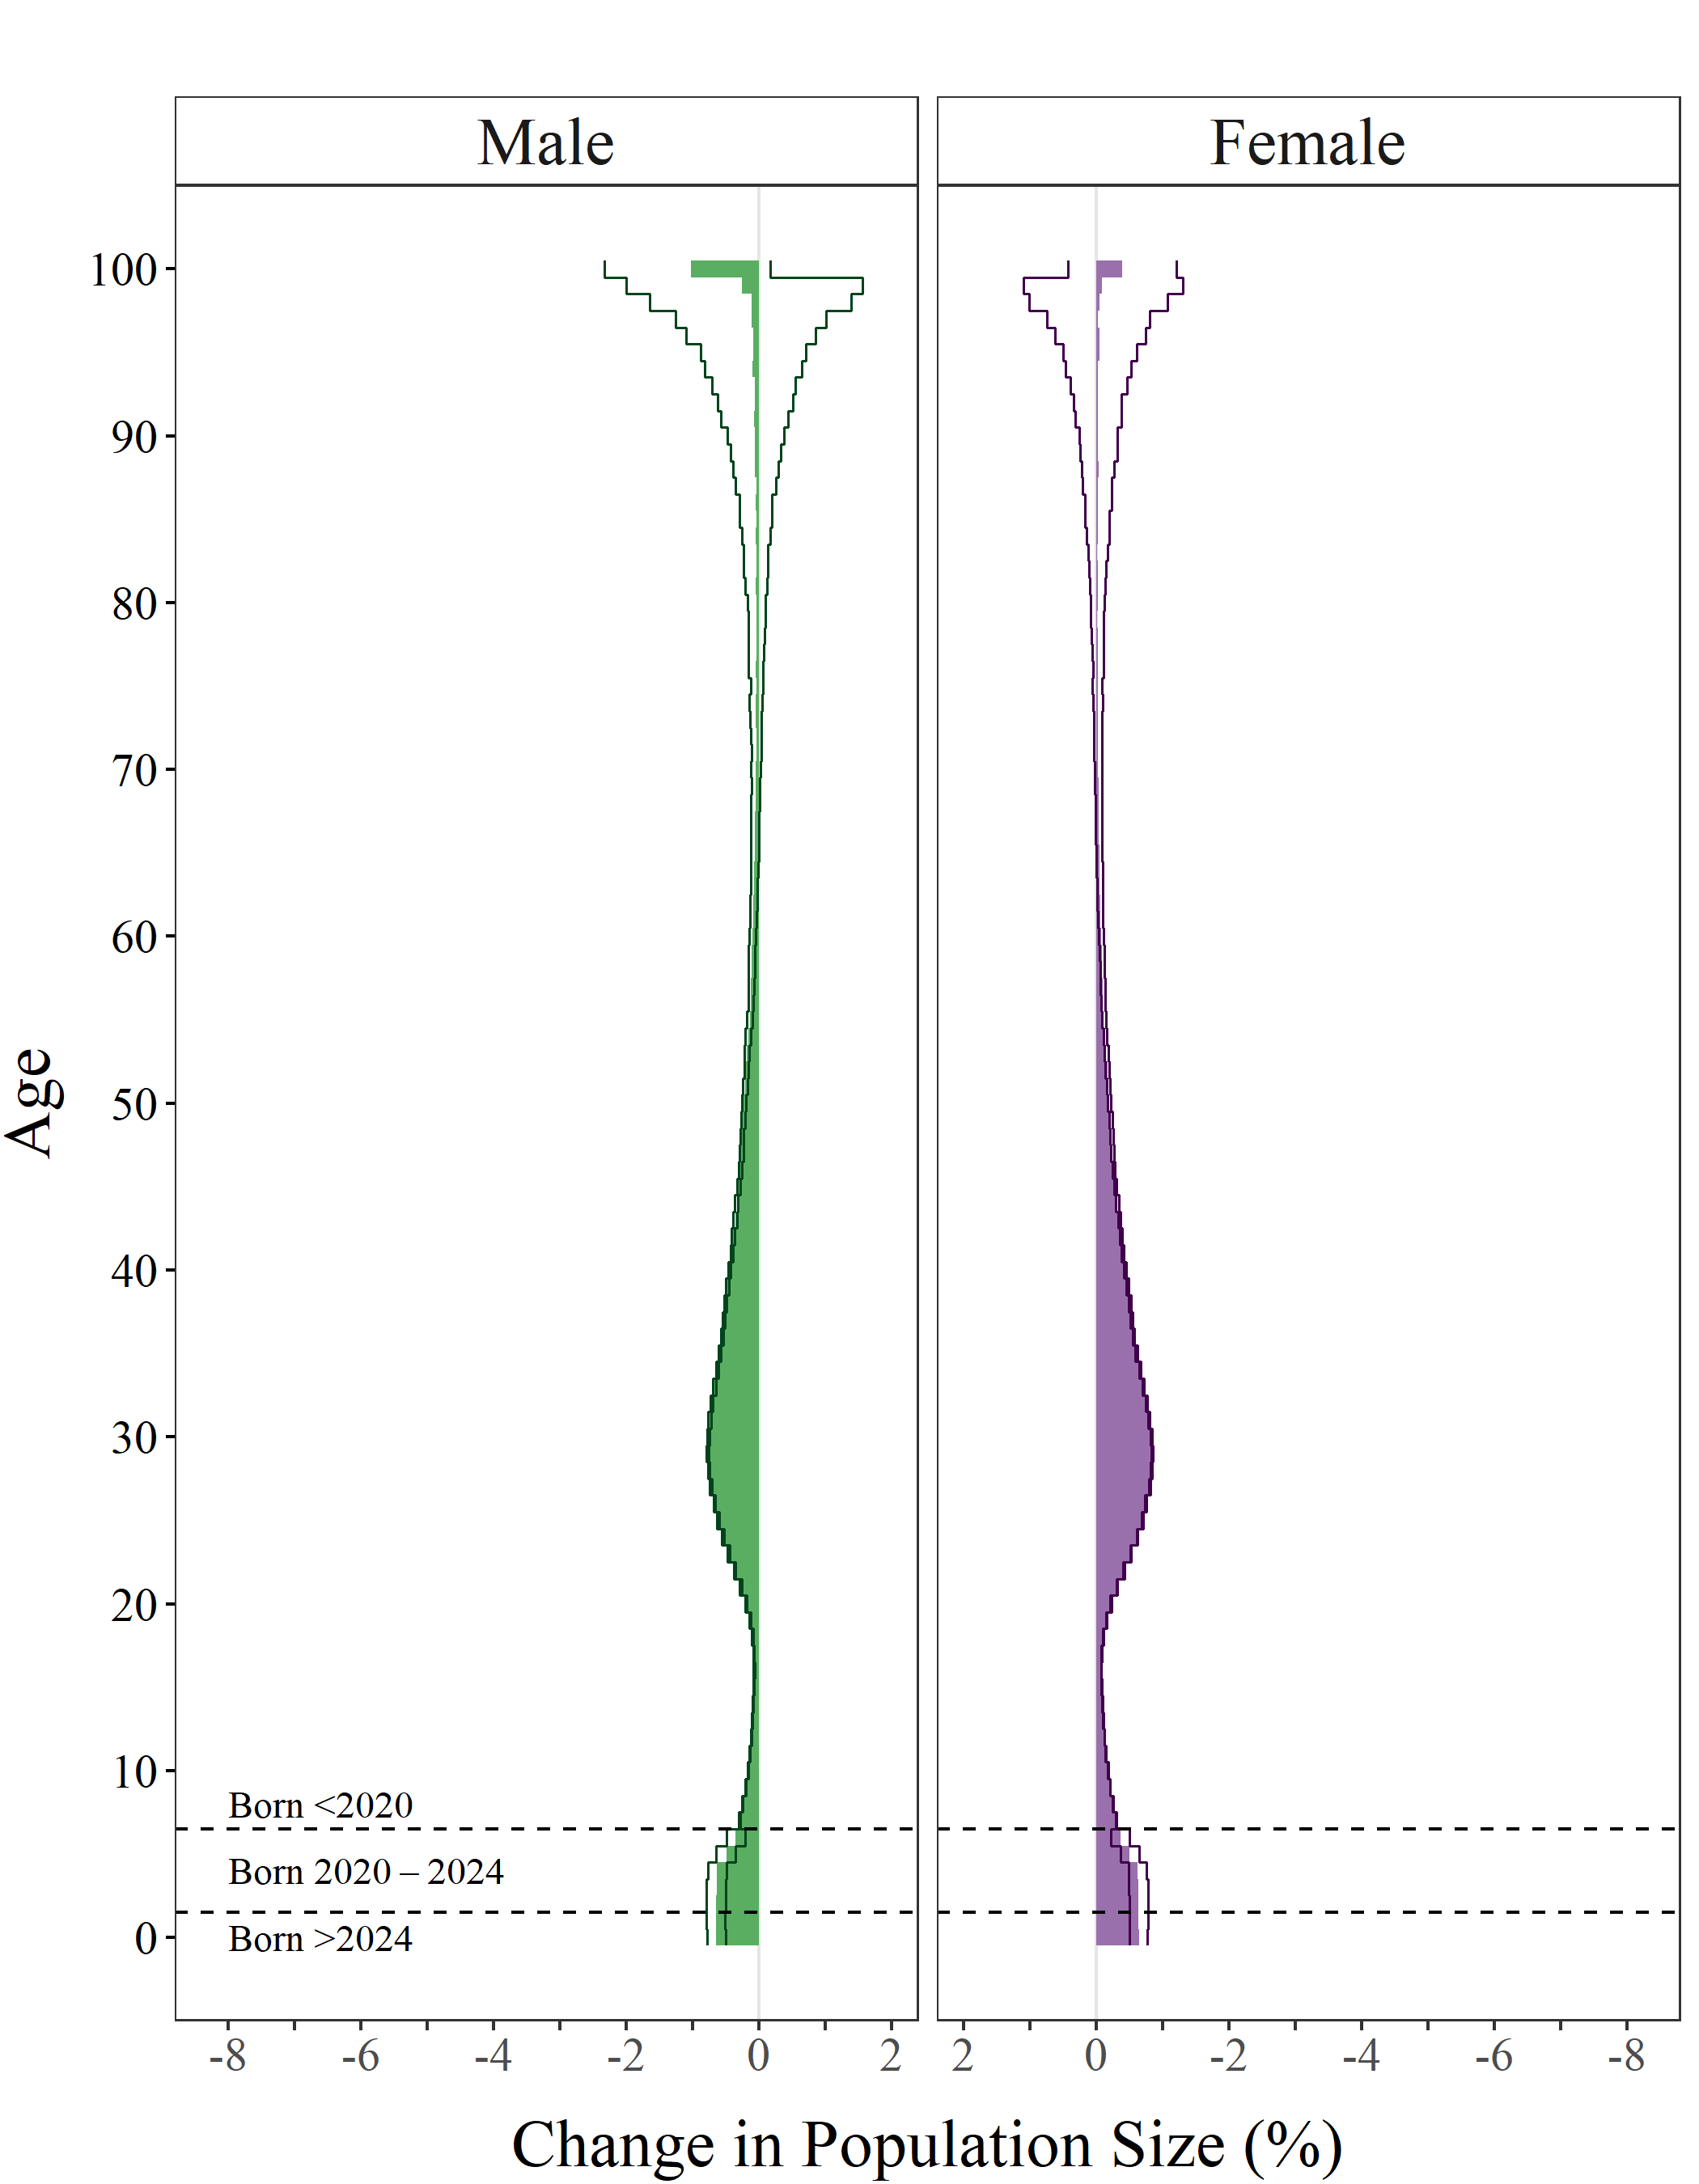 Male Female
100
90
80
70
60
50
40
30
20
10
0
Age
Born <2020
Born 2020 – 2024
Born >2024
-8 -6 -4 -2 0 2 2 0 -2 -4 -6 -8
Change in Population Size (%)